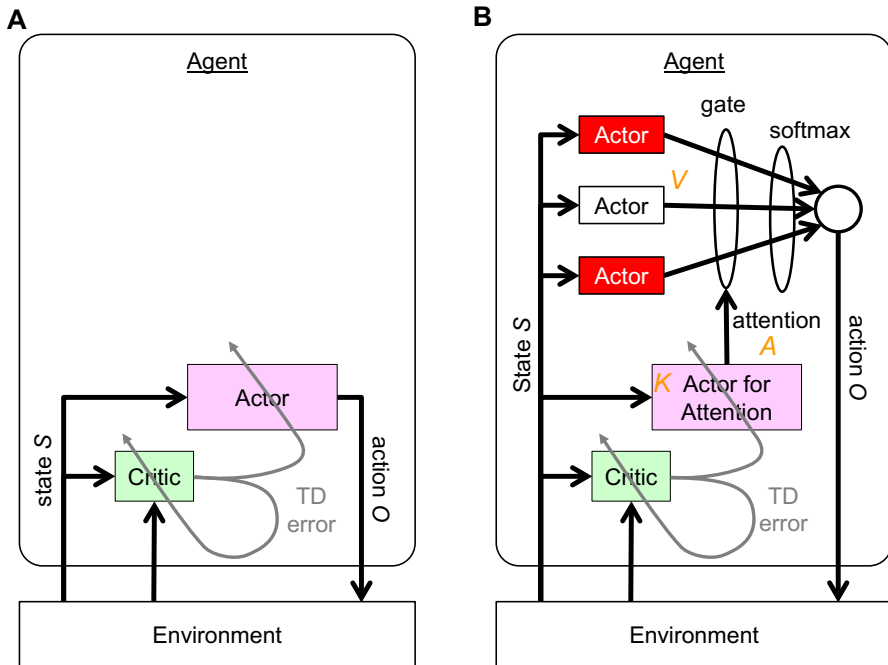 A
Agent
Actor
Critic
TD
error
state S
action O
Environment
B
Agent
gate
softmax
Actor
V
Actor
Actor
attention
A
K
Actor for
Attention
Critic
TD
error
State S
action O
Environment